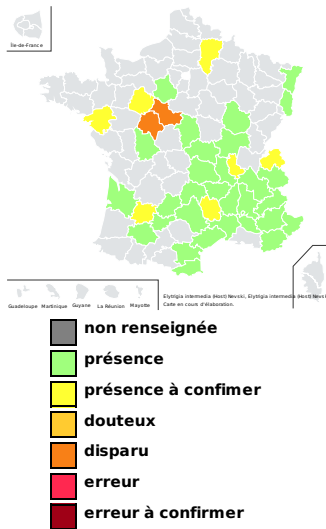 Île-de-France
Guadeloupe Martinique Guyane La Réunion Mayotte
Elytrigia intermedia (Host) Nevski, Elytrigia intermedia (Host) Nevski
Carte en cours d'élaboration.
non renseignée
présence
présence à confimer
douteux
disparu
erreur
erreur à confirmer